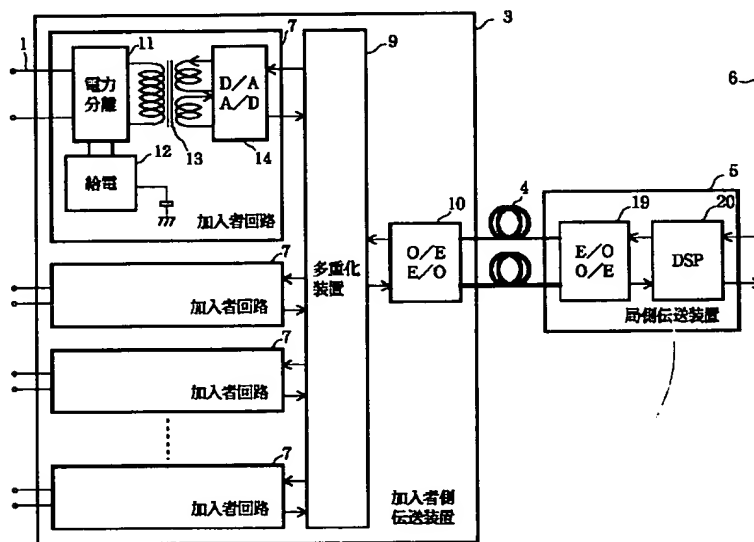 1
11
電力
分離
12
給電
13
D/A
A/D
14
7
加入者回路
7
加入者回路
7
加入者回路
7
加入者回路
9
多重化
装置
3
10
O/E
E/O
加入者側
伝送装置
4
6
5
19
E/O
O/E
20
DSP
局側伝送装置